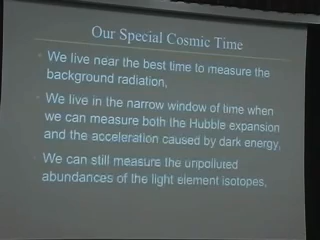 Our Special Cosmic Time
We live near the best time to measure the
background radiation,
We live in the narrow window of time when
we can measure both the Hubble expansion
and the acceleration caused by dark energy,
We can still measure the unpolluted
abundances of the light element isotopes,